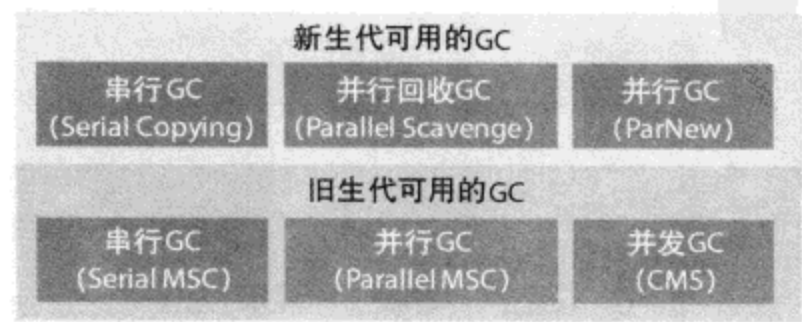 新生代可用的GC
串行GC
(Serial Copying)
并行回收GC
(Parallel Scavenge)
并行GC
(ParNew)
旧生代可用的GC
串行GC
(Serial MSC)
并行GC
(Parallel MSC)
并发GC
(CMS)